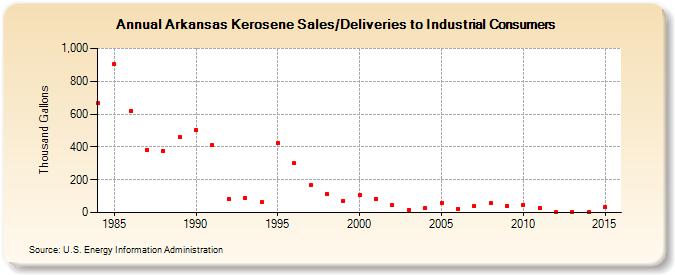 Annual Arkansas Kerosene Sales/Deliveries to Industrial Consumers
Thousand Gallons
1,000
800
600
400
200
0
1985 1990 1995 2000 2005 2010 2015
Source: U.S. Energy Information Administration